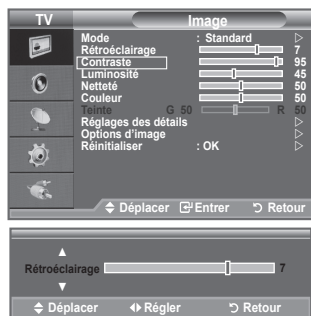 TV Image
Mode : Standard
Rétroéclairage 7
Contraste 95
Luminosité 45
Netteté 50
Couleur 50
Teinte G 50 R 50
Réglages des détails
Options d’image
Réinitialiser : OK
Déplacer Entrer Retour
Rétroéclairage 7
Déplacer Régler Retour